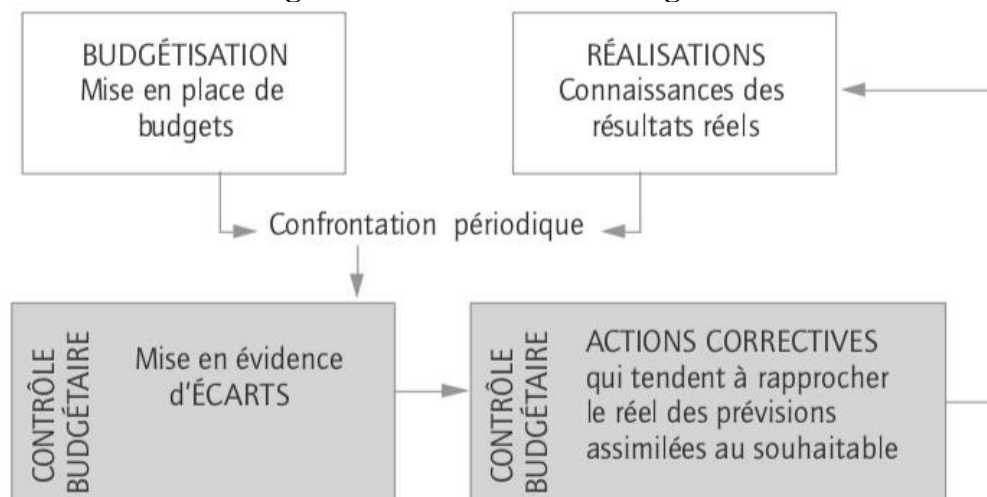 BUDGÉTISATION
Mise en place de
budgets
RÉALISATIONS
Connaissances des
résultats réels
Confrontation périodique
CONTRÔLE
BUDGÉTAIRE
Mise en évidence
d'ÉCARTS
CONTRÔLE
BUDGÉTAIRE
ACTIONS CORRECTIVES
qui tendent à rapprocher
le réel des prévisions
assimilées au souhaitable